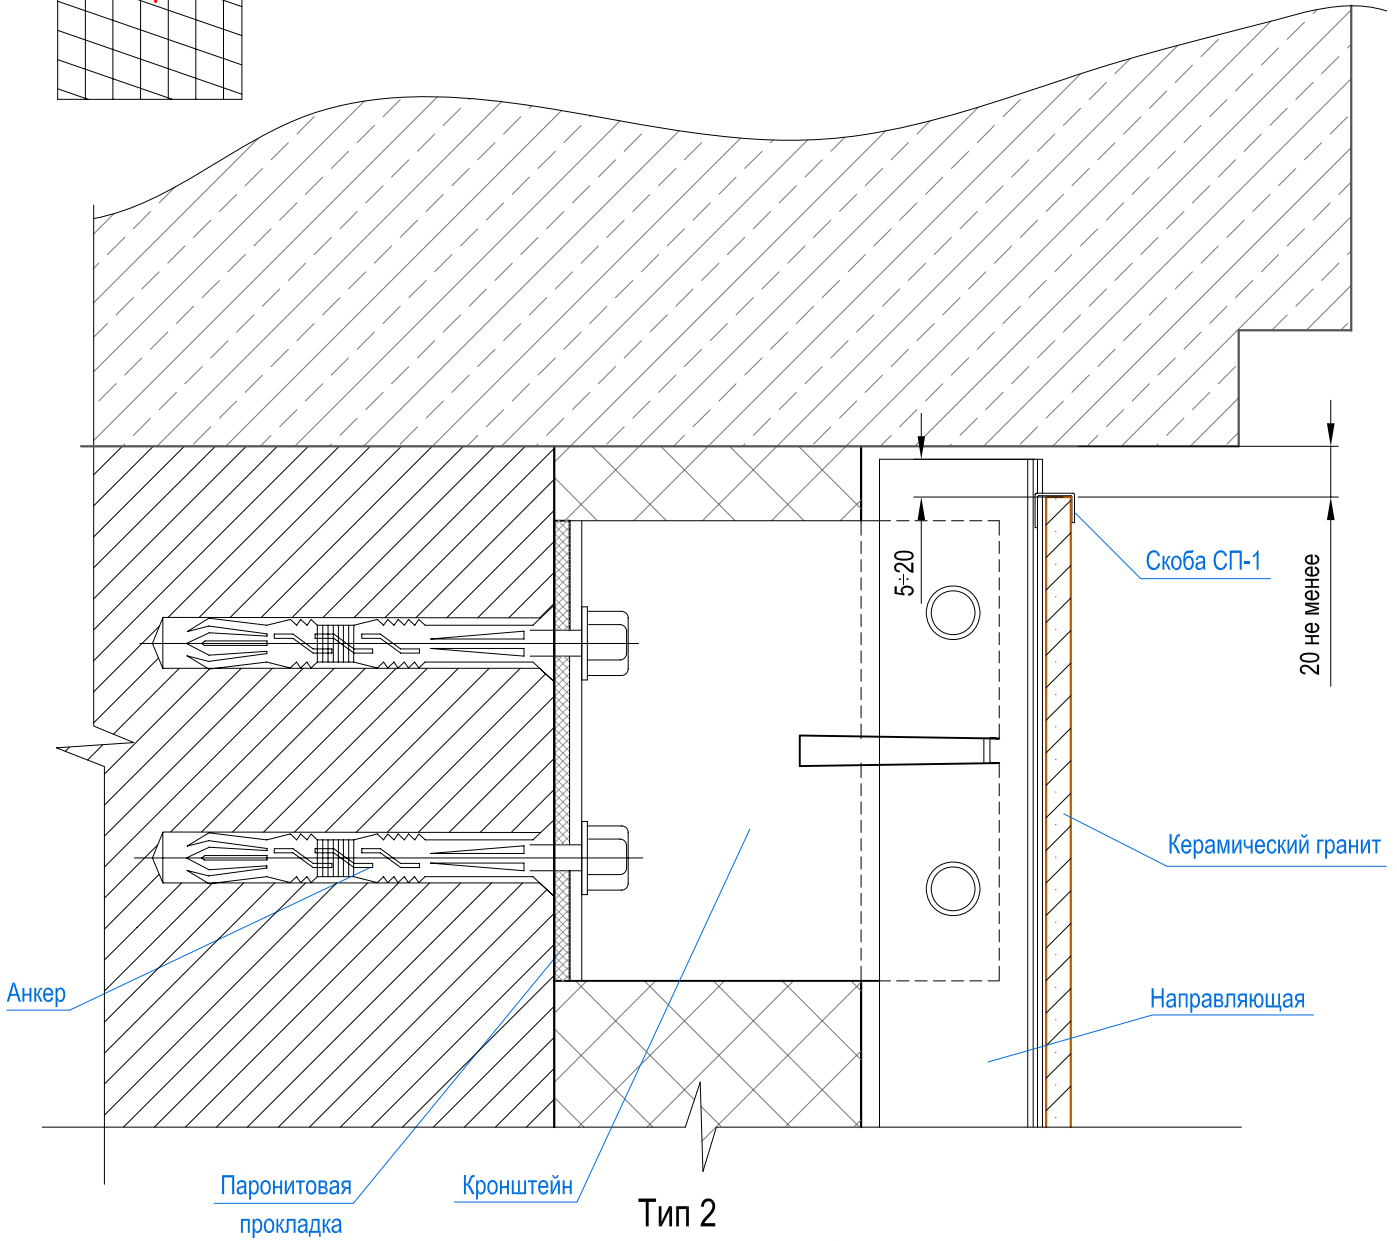 Скоба СП-1
5÷20
20 не менее
Керамический гранит
Анкер
Направляющая
Паронитовая
прокладка
Кронштейн
Тип 2